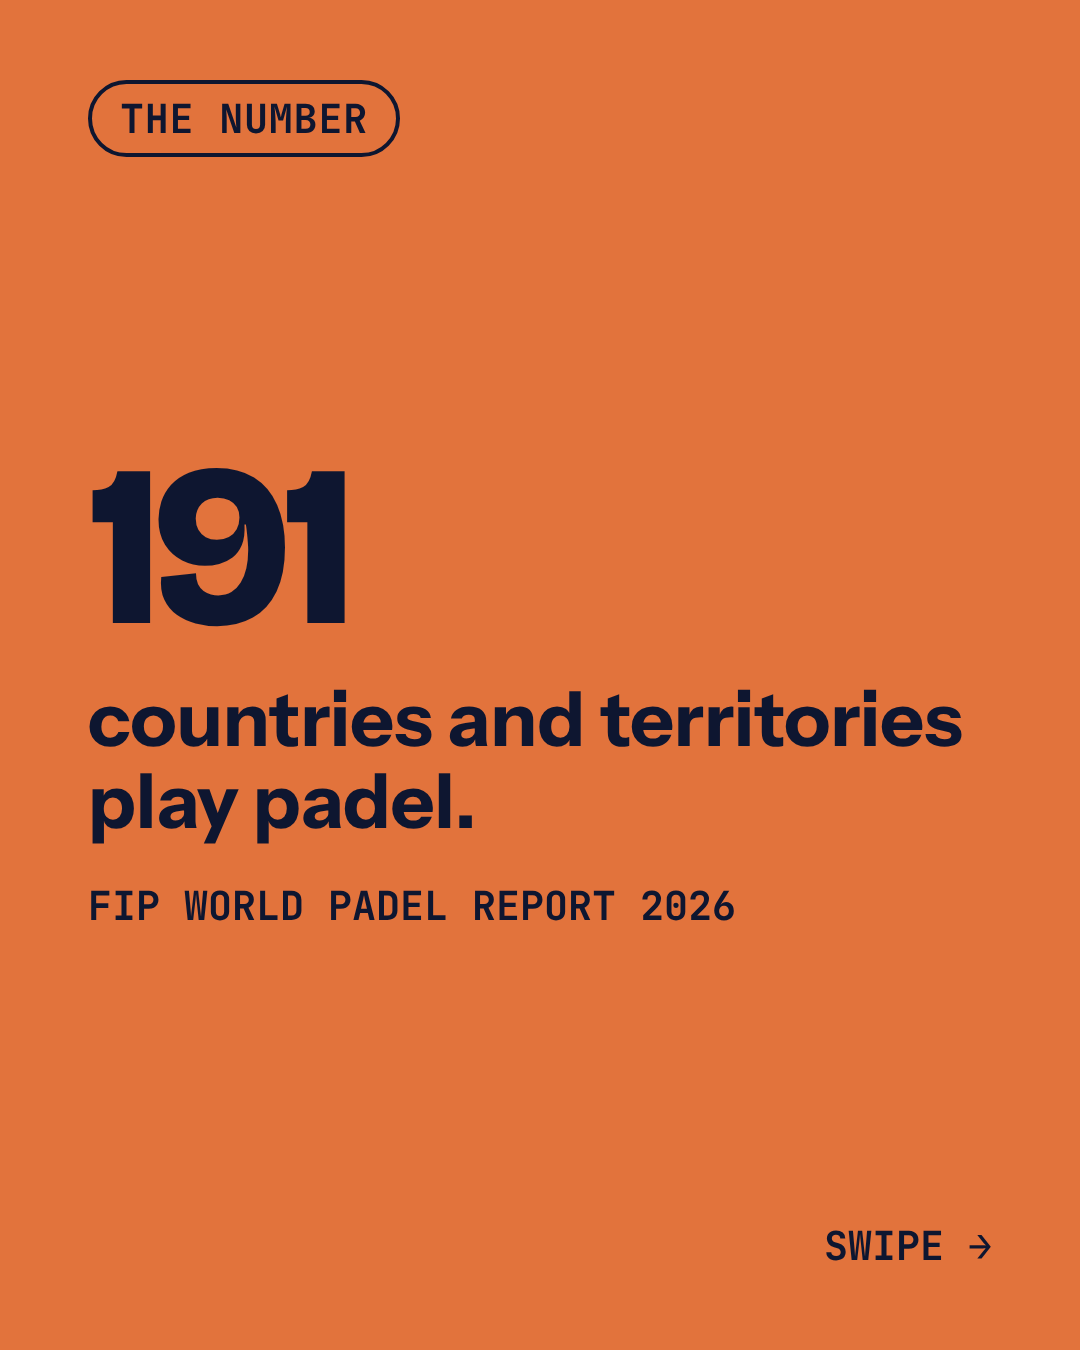 THE NUMBER
191
countries and territories
play padel.
FIP WORLD PADEL REPORT 2026
SWIPE →